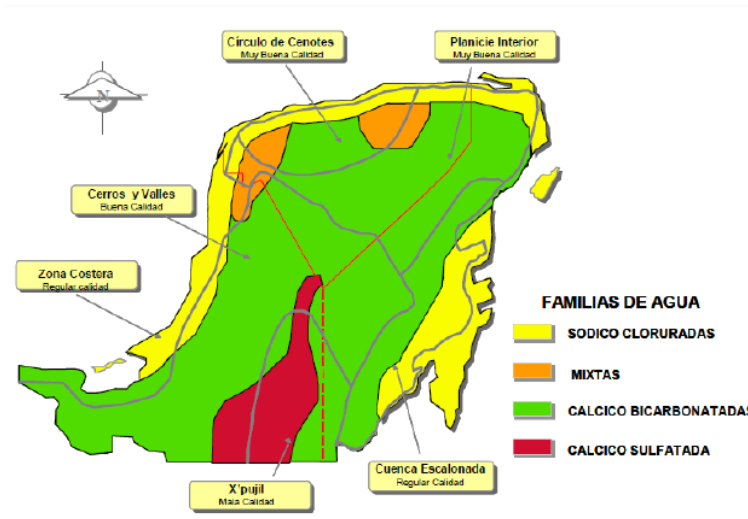 Círculo de Cenotes
Muy Buena Calidad
Planicie Interior
Muy Buena Calidad
N
Cerros y Valles
Buena Calidad
Zona Costera
Regular calidad
FAMILIAS DE AGUA
SODICO CLORURADAS
MIXTAS
CALCICO BICARBONATADAS
CALCICO SULFATADA
Cuenca Escalonada
Regular Calidad
X'pujil
Mala Calidad